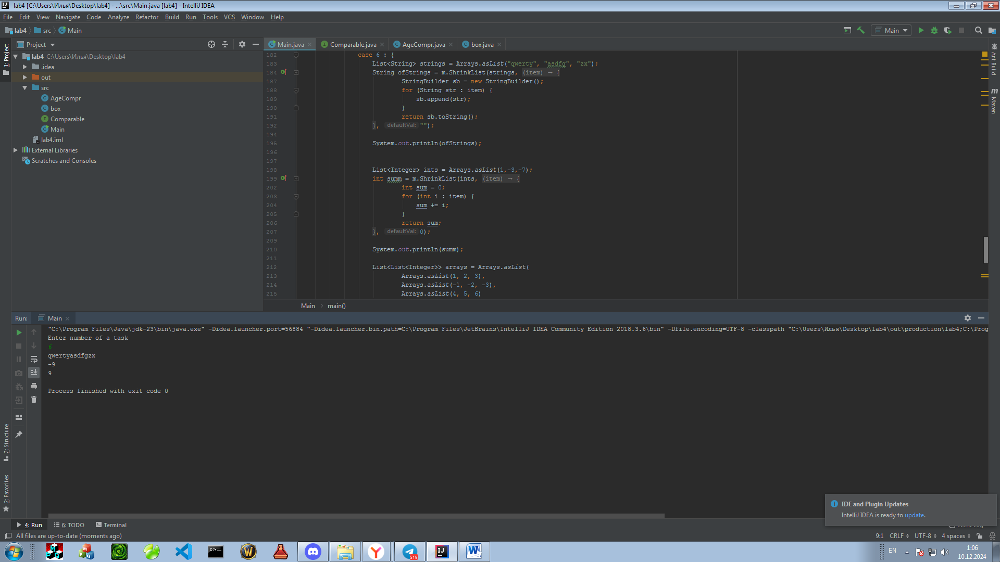 lab4 [C:\Users\Илья\Desktop\lab4] - ...\src\Main.java [lab4] - IntelliJ IDEA
File Edit View Navigate Code Analyze Refactor Build Run Tools VCS Window Help
lab4 src Main
Main
Project
Main.java Comparable.java AgeCompr.java box.java
1: Project
lab4 C:\Users\Илья\Desktop\lab4
.idea
out
src
AgeCompr
box
Comparable
Main
lab4.iml
External Libraries
Scratches and Consoles
182 case 6 : {
183 List<String> strings = Arrays.asList("qwerty", "asdfg", "zx");
184 String ofStrings = m.ShrinkList(strings, (item) → {
187 StringBuilder sb = new StringBuilder();
188 for (String str : item) {
189 sb.append(str);
190 }
191 return sb.toString();
192 }, defaultVal: "");
194
195 System.out.println(ofStrings);
196
197
198 List<Integer> ints = Arrays.asList(1,-3,-7);
199 int summ = m.ShrinkList(ints, (item) → {
202 int sum = 0;
203 for (int i : item) {
204 sum += i;
205 }
206 return sum;
207 }, defaultVal: 0);
209
210 System.out.println(summ);
211
212 List<List<Integer>> arrays = Arrays.asList(
213 Arrays.asList(1, 2, 3),
214 Arrays.asList(-1, -2, -3),
215 Arrays.asList(4, 5, 6)
Main main()
Ant Build
m Maven
Run: Main
"C:\Program Files\Java\jdk-23\bin\java.exe" -Didea.launcher.port=56884 "-Didea.launcher.bin.path=C:\Program Files\JetBrains\IntelliJ IDEA Community Edition 2018.3.6\bin" -Dfile.encoding=UTF-8 -classpath "C:\Users\Илья\Desktop\lab4\out\production\lab4;C:\Prog
Enter number of a task
6
qwertyasdfgzx
-9
9
Process finished with exit code 0
7: Structure
2: Favorites
IDE and Plugin Updates
IntelliJ IDEA is ready to update.
4: Run 6: TODO Terminal
Event Log
All files are up-to-date (moments ago)
9:1 CRLF UTF-8 4 spaces
519
EN
1:06
10.12.2024